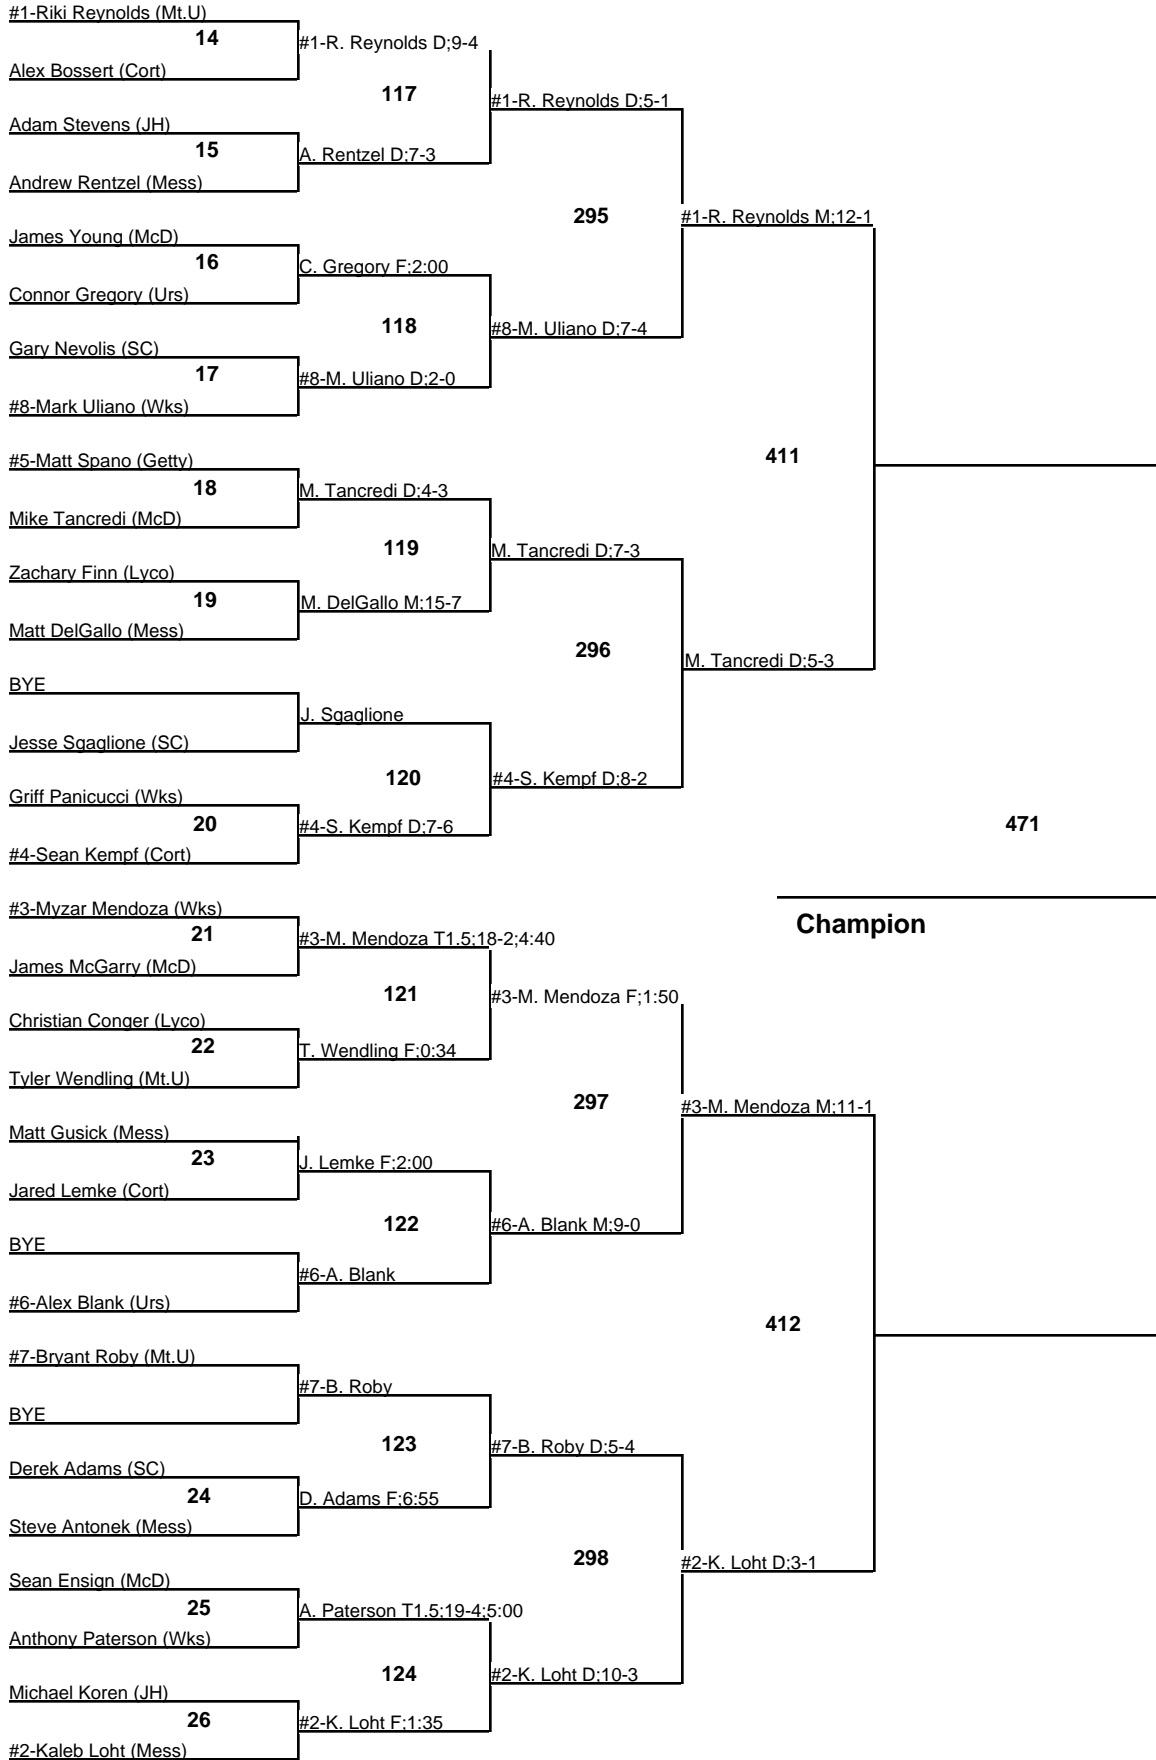 #1-Riki Reynolds (Mt.U)
14
#1-R. Reynolds D;9-4
Alex Bossert (Cort)
117
#1-R. Reynolds D;5-1
Adam Stevens (JH)
15
A. Rentzel D;7-3
Andrew Rentzel (Mess)
295
#1-R. Reynolds M;12-1
James Young (McD)
16
C. Gregory F;2:00
Connor Gregory (Urs)
118
#8-M. Uliano D;7-4
Gary Nevolis (SC)
17
#8-M. Uliano D;2-0
#8-Mark Uliano (Wks)
411
#5-Matt Spano (Getty)
18
M. Tancredi D;4-3
Mike Tancredi (McD)
119
M. Tancredi D;7-3
Zachary Finn (Lyco)
19
M. DelGallo M;15-7
Matt DelGallo (Mess)
296
M. Tancredi D;5-3
BYE
J. Sgaglione
Jesse Sgaglione (SC)
120
#4-S. Kempf D;8-2
Griff Panicucci (Wks)
20
#4-S. Kempf D;7-6
#4-Sean Kempf (Cort)
471
Champion
#3-Myzar Mendoza (Wks)
21
#3-M. Mendoza T1.5;18-2;4:40
James McGarry (McD)
121
#3-M. Mendoza F;1:50
Christian Conger (Lyco)
22
T. Wendling F;0:34
Tyler Wendling (Mt.U)
297
#3-M. Mendoza M;11-1
Matt Gusick (Mess)
23
J. Lemke F;2:00
Jared Lemke (Cort)
122
#6-A. Blank M;9-0
BYE
#6-A. Blank
#6-Alex Blank (Urs)
412
#7-Bryant Roby (Mt.U)
#7-B. Roby
BYE
123
#7-B. Roby D;5-4
Derek Adams (SC)
24
D. Adams F;6:55
Steve Antonek (Mess)
298
#2-K. Loht D;3-1
Sean Ensign (McD)
25
A. Paterson T1.5;19-4;5:00
Anthony Paterson (Wks)
124
#2-K. Loht D;10-3
Michael Koren (JH)
26
#2-K. Loht F;1:35
#2-Kaleb Loht (Mess)